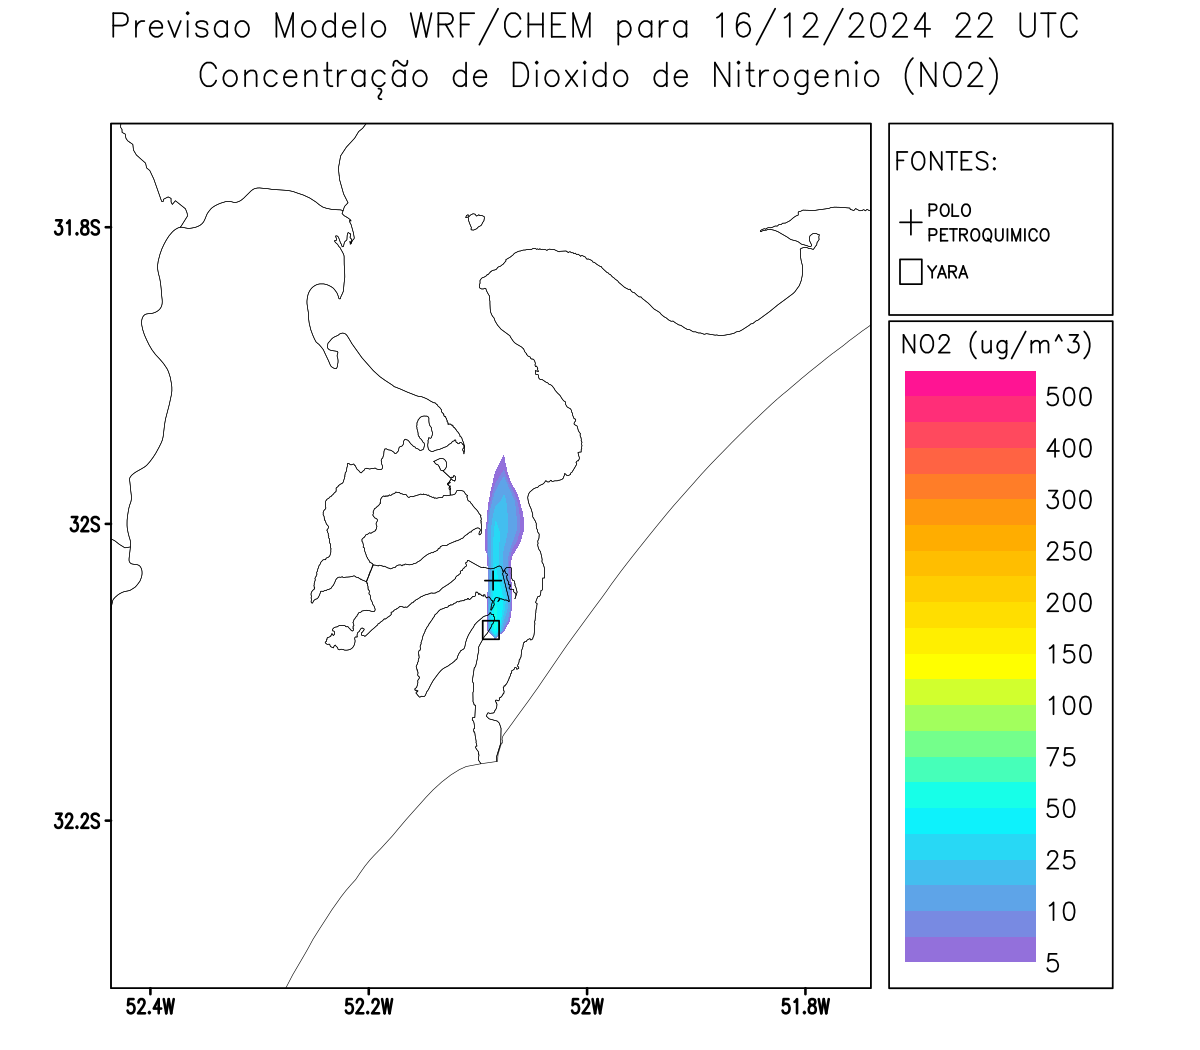 Previsao Modelo WRF/CHEM para 16/12/2024 22 UTC
Concentração de Dioxido de Nitrogenio (NO2)
FONTES:
POLO
PETROQUIMICO
YARA
NO2 (ug/m^3)
500
400
300
250
200
150
100
75
50
25
10
5
31.8S
32S
32.2S
52.4W
52.2W
52W
51.8W